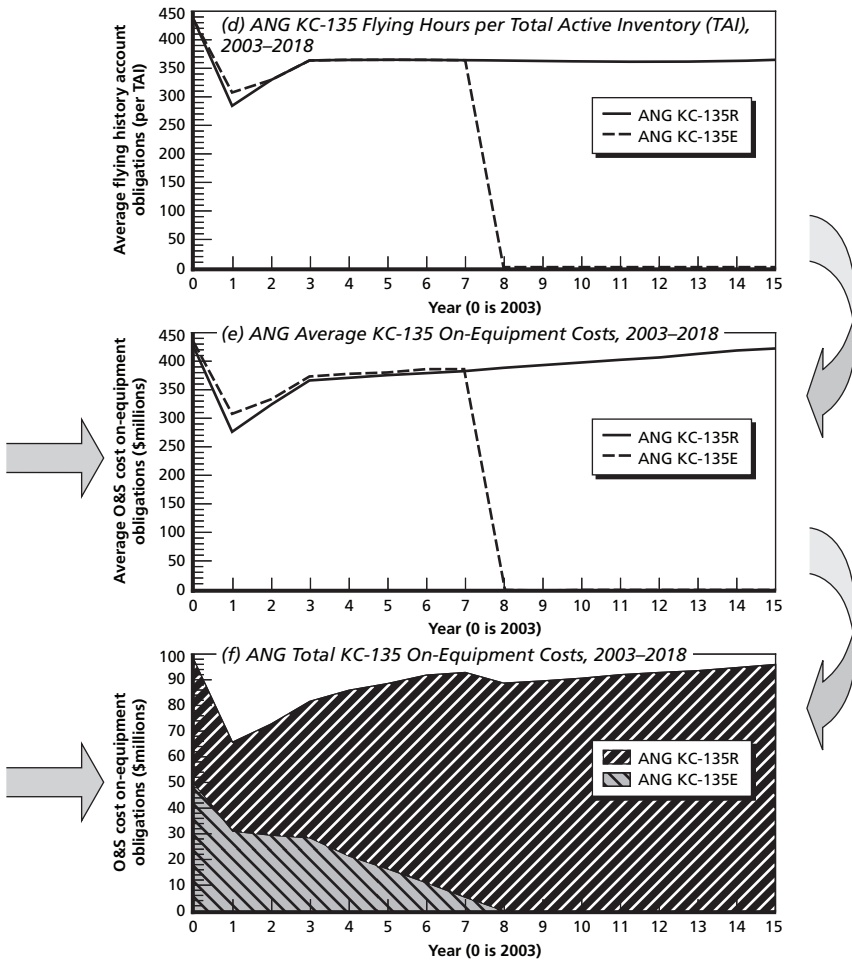 (d) ANG KC-135 Flying Hours per Total Active Inventory (TAI),
2003–2018
Average flying history account
obligations (per TAI)
450
400
350
300
250
200
150
100
50
0
ANG KC-135R
ANG KC-135E
0 1 2 3 4 5 6 7 8 9 10 11 12 13 14 15
Year (0 is 2003)
(e) ANG Average KC-135 On-Equipment Costs, 2003–2018
Average O&S cost on-equipment
obligations ($millions)
450
400
350
300
250
200
150
100
50
0
ANG KC-135R
ANG KC-135E
0 1 2 3 4 5 6 7 8 9 10 11 12 13 14 15
Year (0 is 2003)
(f) ANG Total KC-135 On-Equipment Costs, 2003–2018
O&S cost on-equipment
obligations ($millions)
100
90
80
70
60
50
40
30
20
10
0
ANG KC-135R
ANG KC-135E
0 1 2 3 4 5 6 7 8 9 10 11 12 13 14 15
Year (0 is 2003)